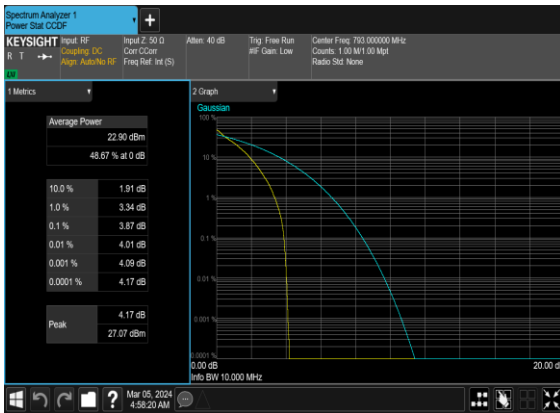 Spectrum Analyzer 1
Power Stat CCDF
KEYSIGHT
R T
LXI
Input: RF
Coupling: DC
Align: Auto/No RF
Input Z: 50 Ω
Corr CCorr
Freq Ref: Int (S)
Atten: 40 dB
Trig: Free Run
#IF Gain: Low
Center Freq: 793.000000 MHz
Counts: 1.00 M/1.00 Mpt
Radio Std: None
1 Metrics
Average Power
22.90 dBm
48.67 % at 0 dB
10.0 % 1.91 dB
1.0 % 3.34 dB
0.1 % 3.87 dB
0.01 % 4.01 dB
0.001 % 4.09 dB
0.0001 % 4.17 dB
Peak
4.17 dB
27.07 dBm
2 Graph
Gaussian
100 %
10 %
1 %
0.1 %
0.01 %
0.001 %
0.0001 %
0.00 dB
20.00 d
Info BW 10.000 MHz
Mar 05, 2024
4:58:20 AM